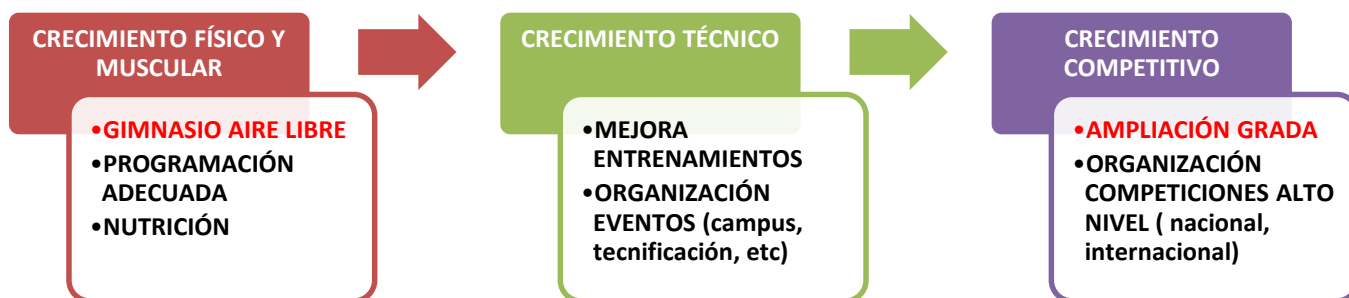 CRECIMIENTO FÍSICO Y
MUSCULAR
•GIMNASIO AIRE LIBRE
•PROGRAMACIÓN
ADECUADA
•NUTRICIÓN
CRECIMIENTO TÉCNICO
•MEJORA
ENTRENAMIENTOS
•ORGANIZACIÓN
EVENTOS (campus,
tecnificación, etc)
CRECIMIENTO
COMPETITIVO
•AMPLIACIÓN GRADA
•ORGANIZACIÓN
COMPETICIONES ALTO
NIVEL ( nacional,
internacional)